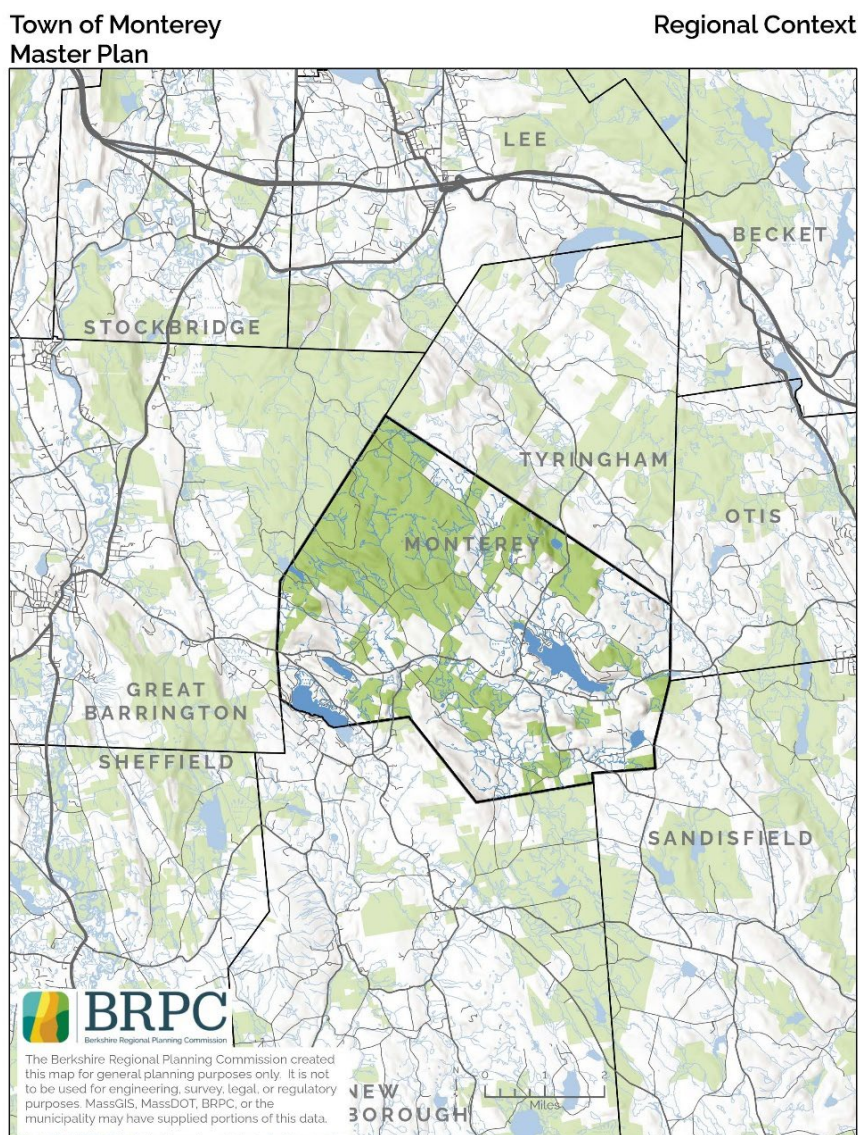 Town of Monterey
Master Plan
Regional Context
LEE
BECKET
STOCKBRIDGE
TYRINGHAM
OTIS
MONTEREY
GREAT
BARRINGTON
SHEFFIELD
SANDISFIELD
BRPC
Berkshire Regional Planning Commission
The Berkshire Regional Planning Commission created
this map for general planning purposes only. It is not
to be used for engineering, survey, legal, or regulatory
purposes. MassGIS, MassDOT, BRPC, or the
municipality may have supplied portions of this data.
NEW
BOROUGH
N
0 1 2
Miles